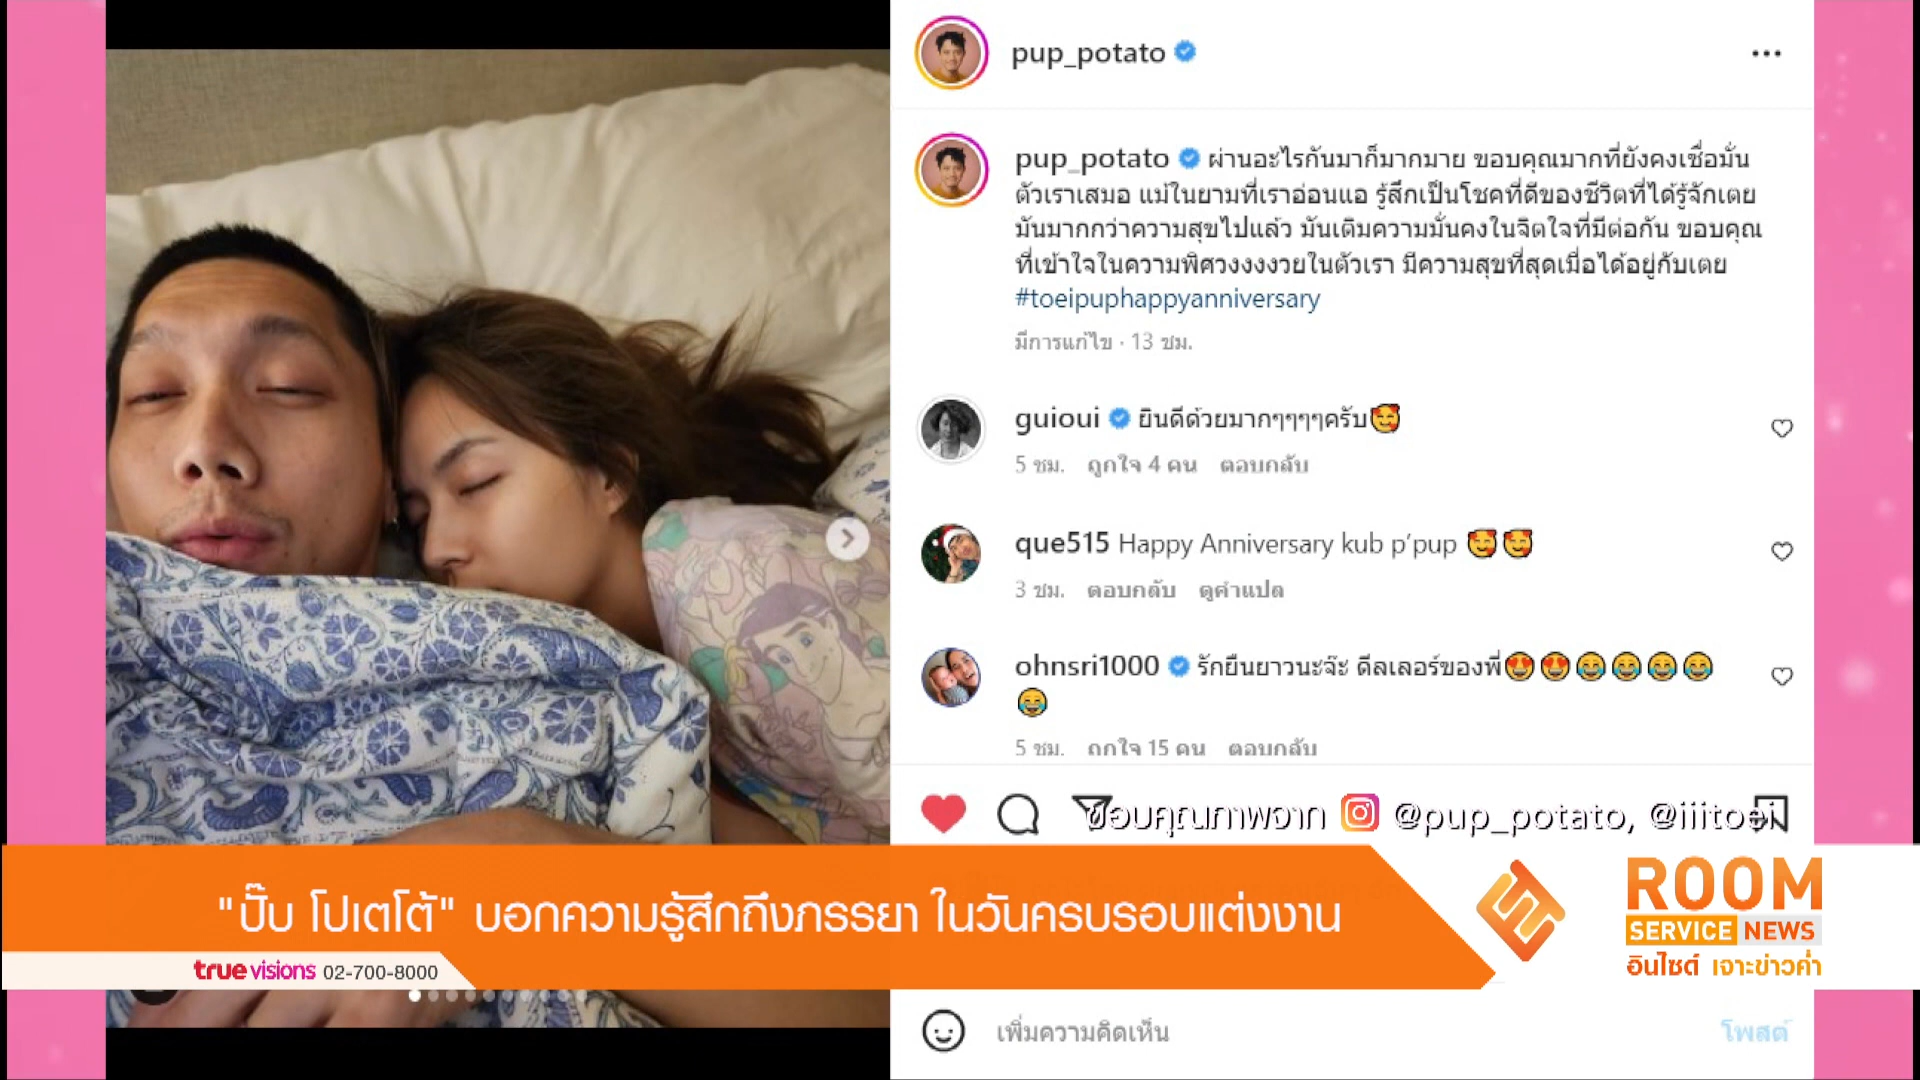 pup_potato
pup_potato ผ่านอะไรกันมาก็มากมาย ขอบคุณมากที่ยังคงเชื่อมั่น
ตัวเราเสมอ แม้ในยามที่เราอ่อนแอ รู้สึกเป็นโชคที่ดีของชีวิตที่ได้รู้จักเตย
มันมากกว่าความสุขไปแล้ว มันเติมความมั่นคงในจิตใจที่มีต่อกัน ขอบคุณ
ที่เข้าใจในความพิศวงงงงวยในตัวเรา มีความสุขที่สุดเมื่อได้อยู่กับเตย
#toeipuphappyanniversary
มีการแก้ไข · 13 ชม.
guioui ยินดีด้วยมากๆๆๆๆครับ🥰
5 ชม. ถูกใจ 4 คน ตอบกลับ
que515 Happy Anniversary kub p'pup 🥰🥰
3 ชม. ตอบกลับ ดูคำแปล
ohnsri1000 รักยืนยาวนะจ๊ะ ดีลเลอร์ของพี่😍😍😂😂😂😂
😂
5 ชม. ถูกใจ 15 คน ตอบกลับ
ขอบคุณภาพจาก @pup_potato, @iiitoei
"ปั๊บ โปเตโต้" บอกความรู้สึกถึงภรรยา ในวันครบรอบแต่งงาน
ROOM
SERVICE NEWS
อินไซด์ เจาะข่าวค่ำ
truevisions 02-700-8000
เพิ่มความคิดเห็น โพสต์